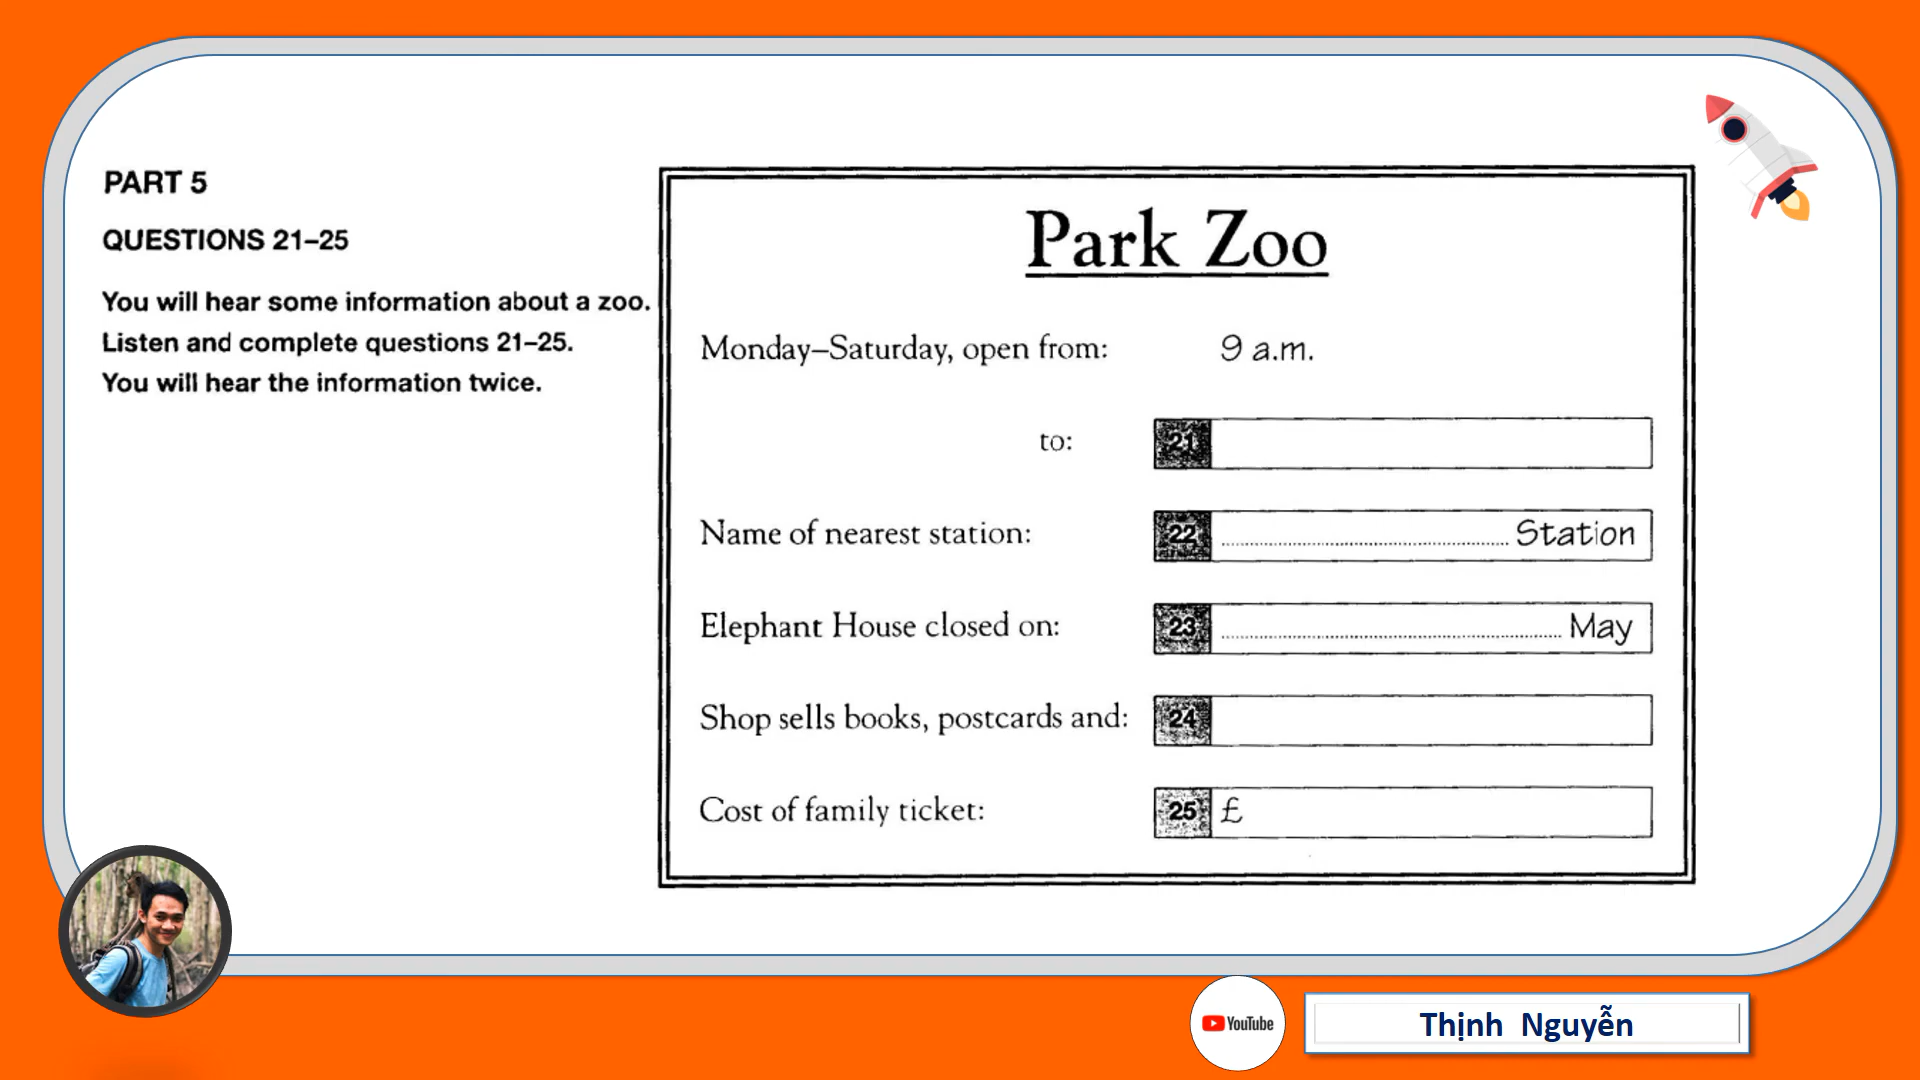 PART 5
QUESTIONS 21–25
You will hear some information about a zoo.
Listen and complete questions 21–25.
You will hear the information twice.
Park Zoo
Monday–Saturday, open from: 9 a.m.
to: 21
Name of nearest station: 22 Station
Elephant House closed on: 23 May
Shop sells books, postcards and: 24
Cost of family ticket: 25 £
YouTube
Thịnh Nguyễn